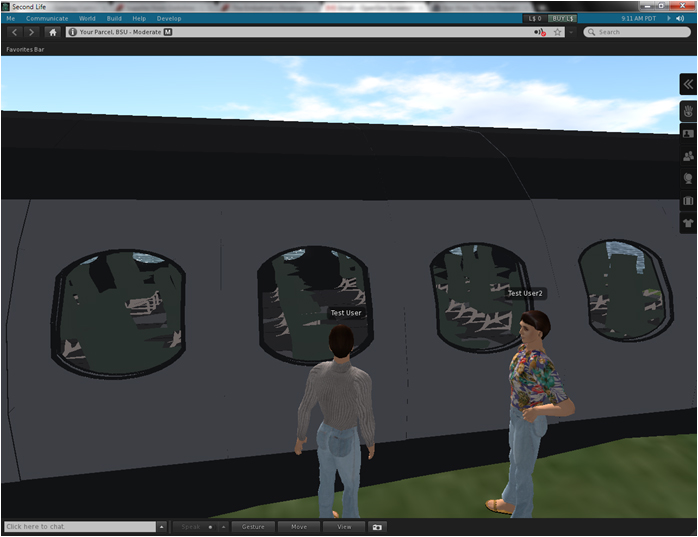 Second Life
Me Communicate World Build Help Develop
L$ 0 BUY L$ 9:11 AM PDT
Your Parcel, BSU - Moderate M
Search
Favorites Bar
Test User2
Test User
Click here to chat.
Speak
Gesture
Move
View